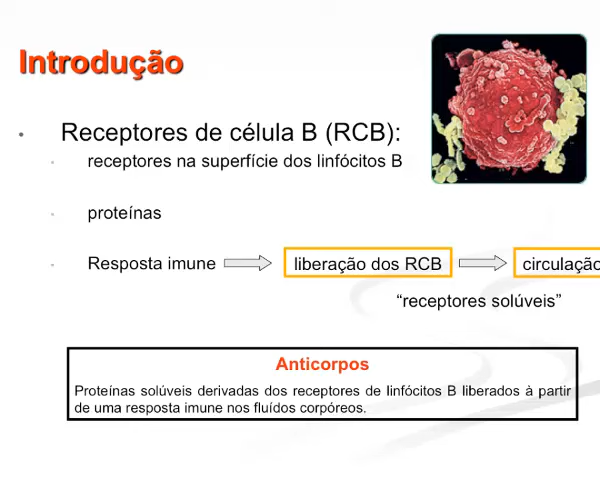 Introdução
Receptores de célula B (RCB):
receptores na superfície dos linfócitos B
proteínas
Resposta imune liberação dos RCB circulação
“receptores solúveis”
Anticorpos
Proteínas solúveis derivadas dos receptores de linfócitos B liberados à partir
de uma resposta imune nos fluídos corpóreos.